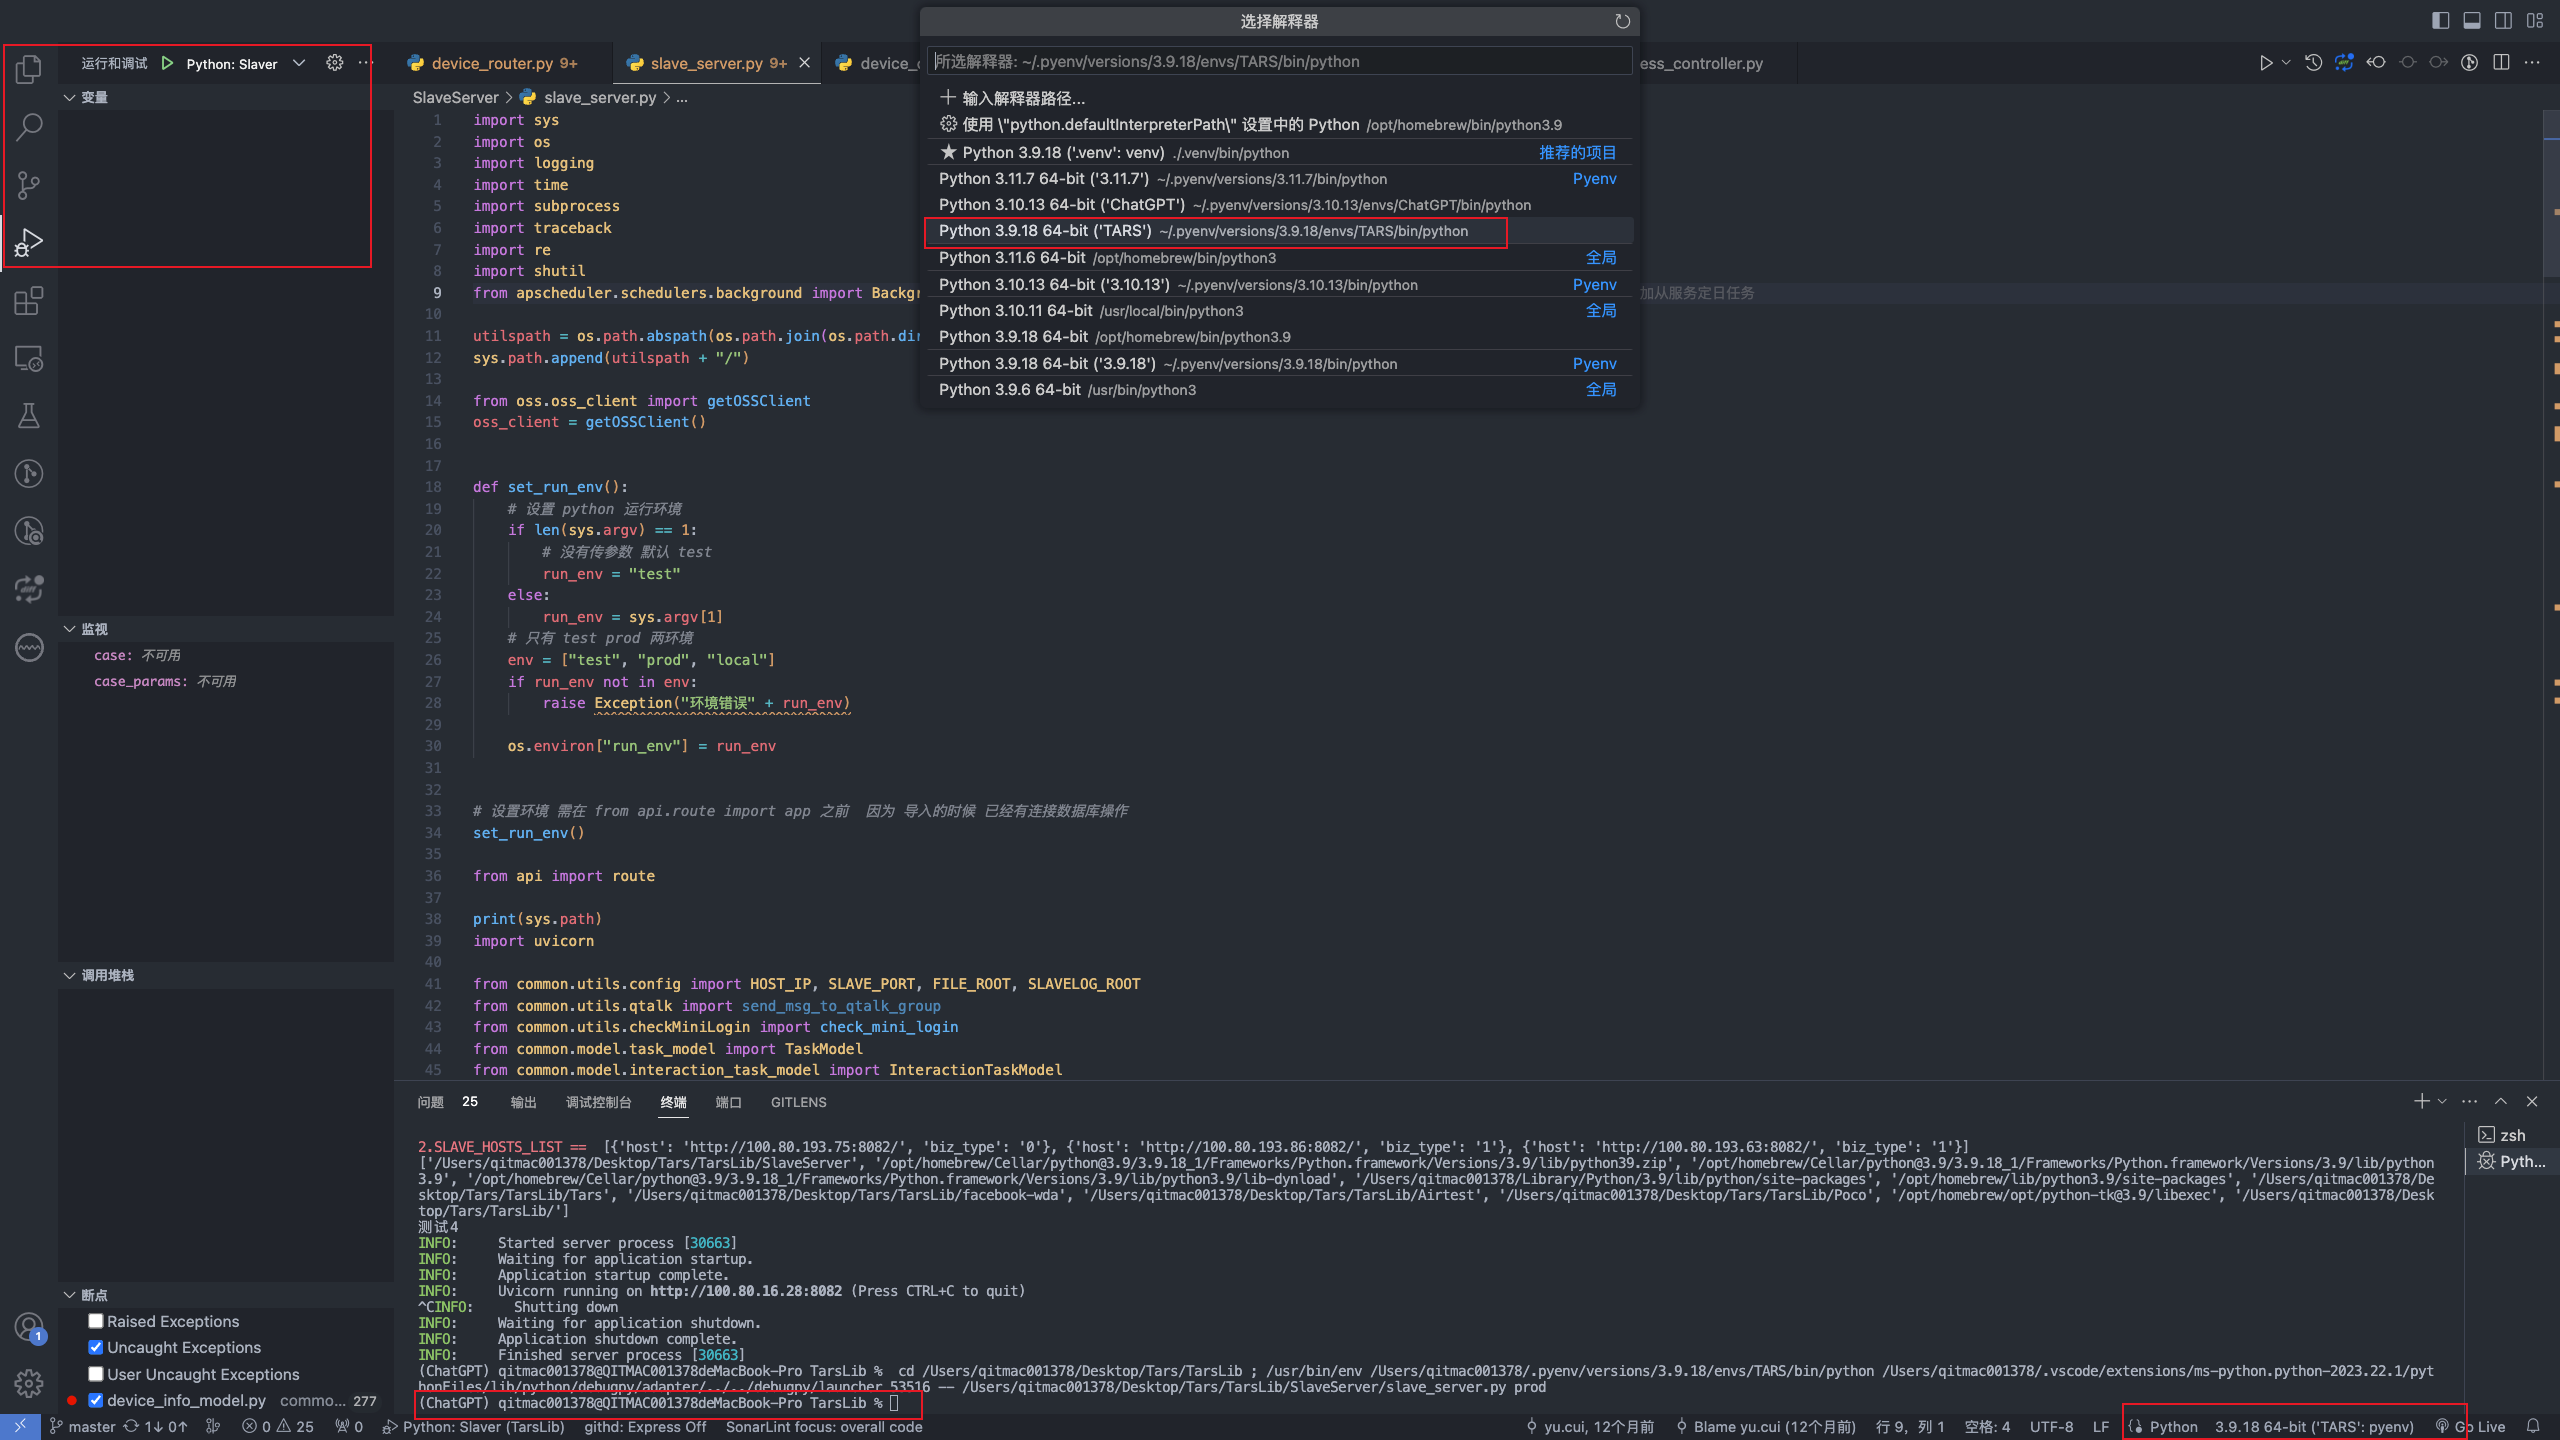 选择解释器
所选解释器: ~/.pyenv/versions/3.9.18/envs/TARS/bin/python
输入解释器路径...
使用 \"python.defaultInterpreterPath\" 设置中的 Python /opt/homebrew/bin/python3.9
Python 3.9.18 ('.venv': venv) ./.venv/bin/python 推荐的项目
Python 3.11.7 64-bit ('3.11.7') ~/.pyenv/versions/3.11.7/bin/python Pyenv
Python 3.10.13 64-bit ('ChatGPT') ~/.pyenv/versions/3.10.13/envs/ChatGPT/bin/python
Python 3.9.18 64-bit ('TARS') ~/.pyenv/versions/3.9.18/envs/TARS/bin/python
Python 3.11.6 64-bit /opt/homebrew/bin/python3 全局
Python 3.10.13 64-bit ('3.10.13') ~/.pyenv/versions/3.10.13/bin/python Pyenv
Python 3.10.11 64-bit /usr/local/bin/python3 全局
Python 3.9.18 64-bit /opt/homebrew/bin/python3.9
Python 3.9.18 64-bit ('3.9.18') ~/.pyenv/versions/3.9.18/bin/python Pyenv
Python 3.9.6 64-bit /usr/bin/python3 全局
运行和调试 Python: Slaver
变量
监视
case: 不可用
case_params: 不可用
调用堆栈
断点
Raised Exceptions
Uncaught Exceptions
User Uncaught Exceptions
device_info_model.py commo... 277
1
device_router.py 9+ slave_server.py 9+ device_c ess_controller.py
SlaveServer > slave_server.py > ...
1 import sys
2 import os
3 import logging
4 import time
5 import subprocess
6 import traceback
7 import re
8 import shutil
9 from apscheduler.schedulers.background import Backgr 加从服务定日任务
10
11 utilspath = os.path.abspath(os.path.join(os.path.dir
12 sys.path.append(utilspath + "/")
13
14 from oss.oss_client import getOSSClient
15 oss_client = getOSSClient()
16
17
18 def set_run_env():
19 # 设置 python 运行环境
20 if len(sys.argv) == 1:
21 # 没有传参数 默认 test
22 run_env = "test"
23 else:
24 run_env = sys.argv[1]
25 # 只有 test prod 两环境
26 env = ["test", "prod", "local"]
27 if run_env not in env:
28 raise Exception("环境错误" + run_env)
29
30 os.environ["run_env"] = run_env
31
32
33 # 设置环境 需在 from api.route import app 之前 因为 导入的时候 已经有连接数据库操作
34 set_run_env()
35
36 from api import route
37
38 print(sys.path)
39 import uvicorn
40
41 from common.utils.config import HOST_IP, SLAVE_PORT, FILE_ROOT, SLAVELOG_ROOT
42 from common.utils.qtalk import send_msg_to_qtalk_group
43 from common.utils.checkMiniLogin import check_mini_login
44 from common.model.task_model import TaskModel
45 from common.model.interaction_task_model import InteractionTaskModel
问题 25 输出 调试控制台 终端 端口 GITLENS
zsh
Pyth...
2.SLAVE_HOSTS_LIST == [{'host': 'http://100.80.193.75:8082/', 'biz_type': '0'}, {'host': 'http://100.80.193.86:8082/', 'biz_type': '1'}, {'host': 'http://100.80.193.63:8082/', 'biz_type': '1'}]
['/Users/qitmac001378/Desktop/Tars/TarsLib/SlaveServer', '/opt/homebrew/Cellar/python@3.9/3.9.18_1/Frameworks/Python.framework/Versions/3.9/lib/python39.zip', '/opt/homebrew/Cellar/python@3.9/3.9.18_1/Frameworks/Python.framework/Versions/3.9/lib/python
3.9', '/opt/homebrew/Cellar/python@3.9/3.9.18_1/Frameworks/Python.framework/Versions/3.9/lib/python3.9/lib-dynload', '/Users/qitmac001378/Library/Python/3.9/lib/python/site-packages', '/opt/homebrew/lib/python3.9/site-packages', '/Users/qitmac001378/De
sktop/Tars/TarsLib/Tars', '/Users/qitmac001378/Desktop/Tars/TarsLib/facebook-wda', '/Users/qitmac001378/Desktop/Tars/TarsLib/Airtest', '/Users/qitmac001378/Desktop/Tars/TarsLib/Poco', '/opt/homebrew/opt/python-tk@3.9/libexec', '/Users/qitmac001378/Desk
top/Tars/TarsLib/']
测试4
INFO: Started server process [30663]
INFO: Waiting for application startup.
INFO: Application startup complete.
INFO: Uvicorn running on http://100.80.16.28:8082 (Press CTRL+C to quit)
^CINFO: Shutting down
INFO: Waiting for application shutdown.
INFO: Application shutdown complete.
INFO: Finished server process [30663]
(ChatGPT) qitmac001378@QITMAC001378deMacBook-Pro TarsLib % cd /Users/qitmac001378/Desktop/Tars/TarsLib ; /usr/bin/env /Users/qitmac001378/.pyenv/versions/3.9.18/envs/TARS/bin/python /Users/qitmac001378/.vscode/extensions/ms-python.python-2023.22.1/pyt
honFiles/lib/python/debugpy/adapter/../../debugpy/launcher 53516 -- /Users/qitmac001378/Desktop/Tars/TarsLib/SlaveServer/slave_server.py prod
(ChatGPT) qitmac001378@QITMAC001378deMacBook-Pro TarsLib %
master 1↓ 0↑ 0 25 0 Python: Slaver (TarsLib) githd: Express Off SonarLint focus: overall code yu.cui, 12个月前 Blame yu.cui (12个月前) 行 9，列 1 空格: 4 UTF-8 LF Python 3.9.18 64-bit ('TARS': pyenv) Go Live